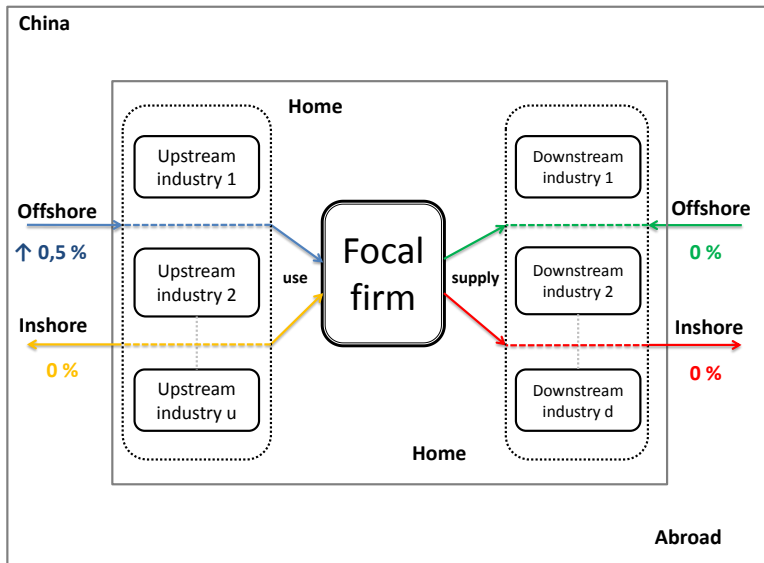 China
Home
Upstream
industry 1
Downstream
industry 1
Offshore
Offshore
↑ 0,5 %
0 %
Upstream
industry 2
use
Focal
firm
supply
Downstream
industry 2
Inshore
Inshore
0 %
0 %
Upstream
industry u
Downstream
industry d
Home
Abroad